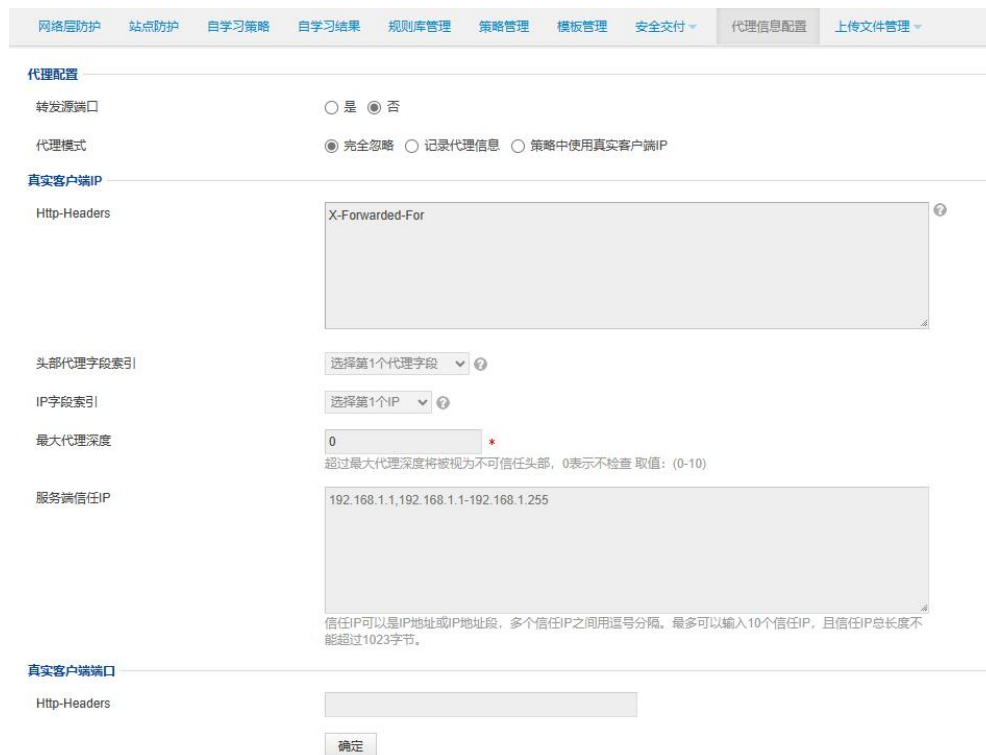 网络层防护 站点防护 自学习策略 自学习结果 规则库管理 策略管理 模板管理 安全交付 代理信息配置 上传文件管理
代理配置
转发源端口 是 否
代理模式 完全忽略 记录代理信息 策略中使用真实客户端IP
真实客户端IP
Http-Headers X-Forwarded-For
头部代理字段索引 选择第1个代理字段
IP字段索引 选择第1个IP
最大代理深度 0 *
超过最大代理深度将被视为不可信任头部，0表示不检查 取值：(0-10)
服务端信任IP 192.168.1.1,192.168.1.1-192.168.1.255
信任IP可以是IP地址或IP地址段，多个信任IP之间用逗号分隔。最多可以输入10个信任IP，且信任IP总长度不
能超过1023字节。
真实客户端端口
Http-Headers
确定